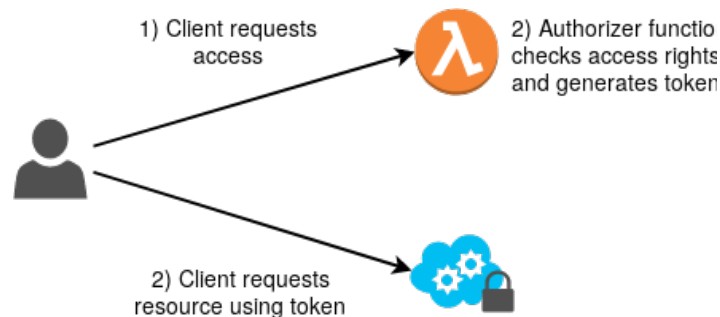 1) Client requests
access
2) Authorizer functio
checks access rights
and generates token
2) Client requests
resource using token